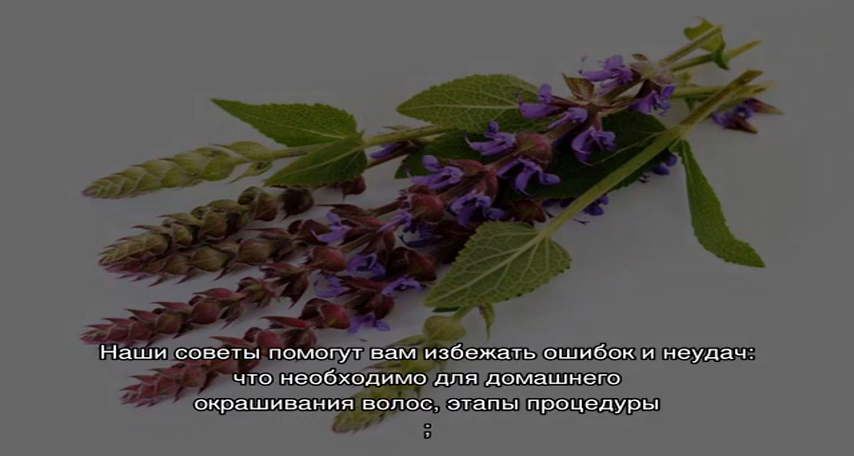 Наши советы помогут вам избежать ошибок и неудач:
что необходимо для домашнего
окрашивания волос, этапы процедуры
;